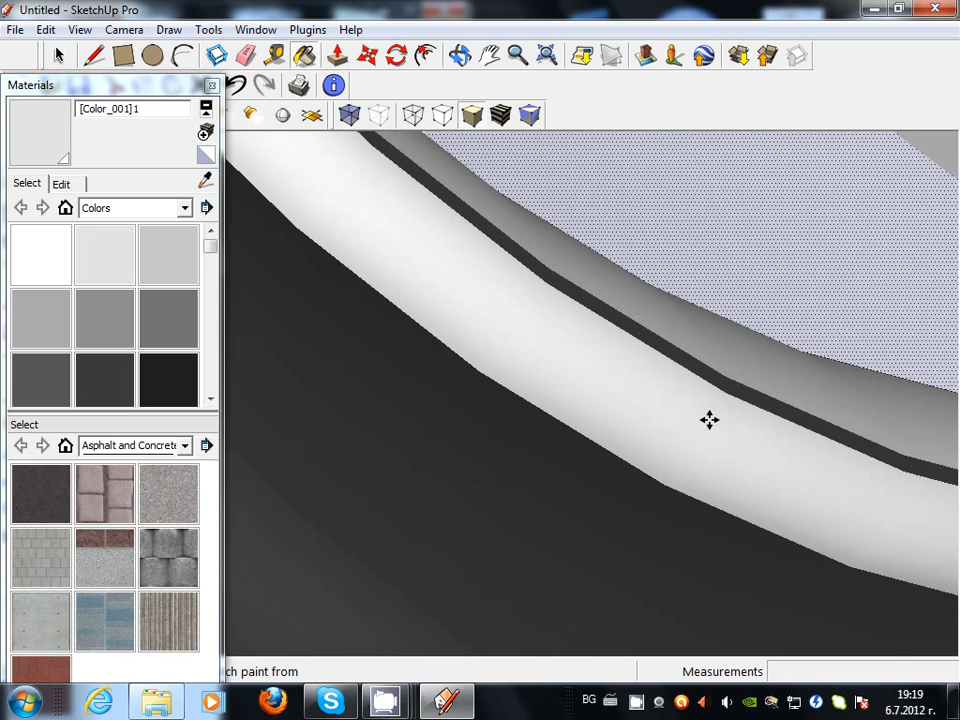 Untitled - SketchUp Pro
File Edit View Camera Draw Tools Window Plugins Help
Materials
[Color_001]1
Select Edit
Colors
Select
Asphalt and Concrete
ch paint from
Measurements
BG
19:19
6.7.2012 г.